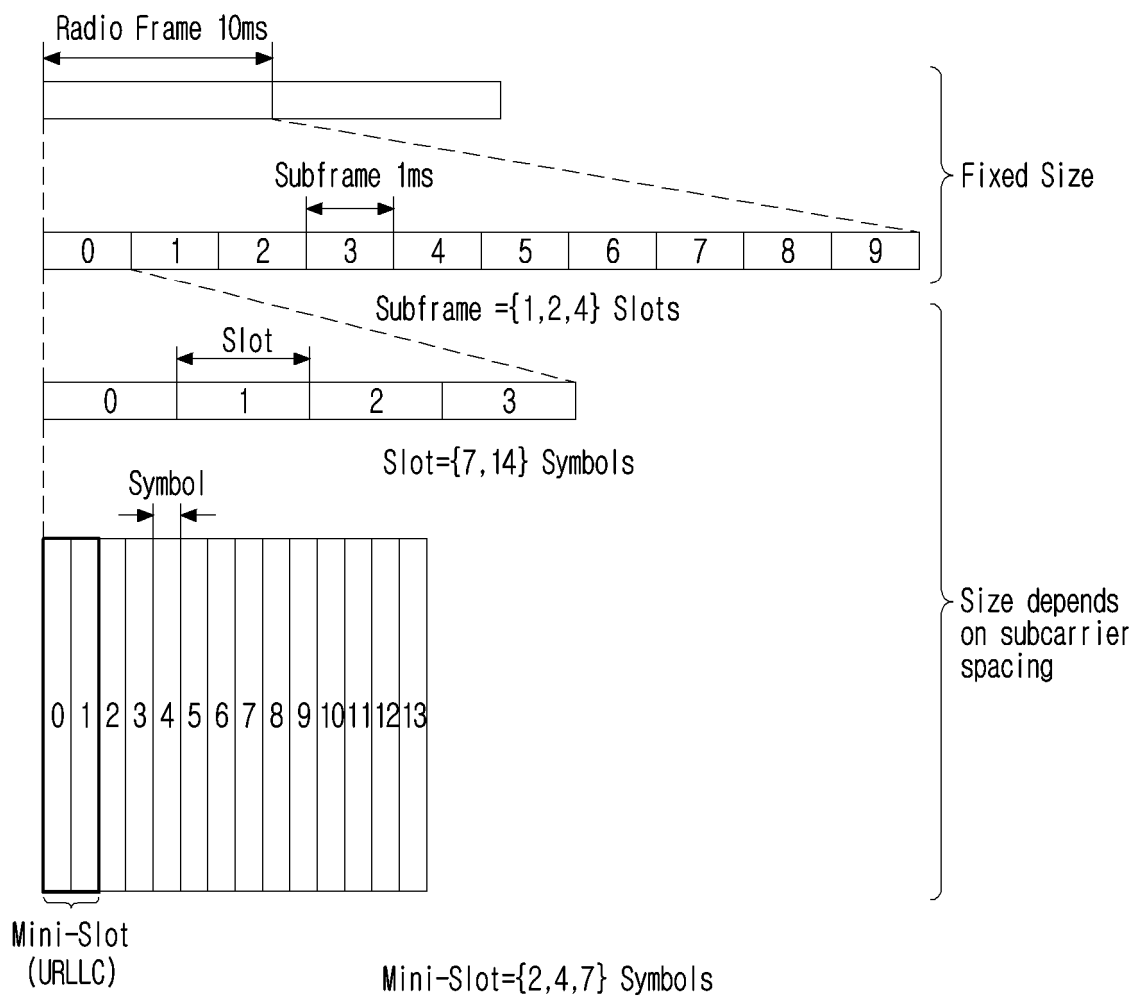 Radio Frame 10ms
Subframe 1ms
Fixed Size
0 1 2 3 4 5 6 7 8 9
Subframe ={1,2,4} Slots
Slot
0 1 2 3
Slot={7,14} Symbols
Symbol
Size depends
on subcarrier
spacing
0 1 2 3 4 5 6 7 8 9 10 11 12 13
Mini-Slot
(URLLC)
Mini-Slot={2,4,7} Symbols